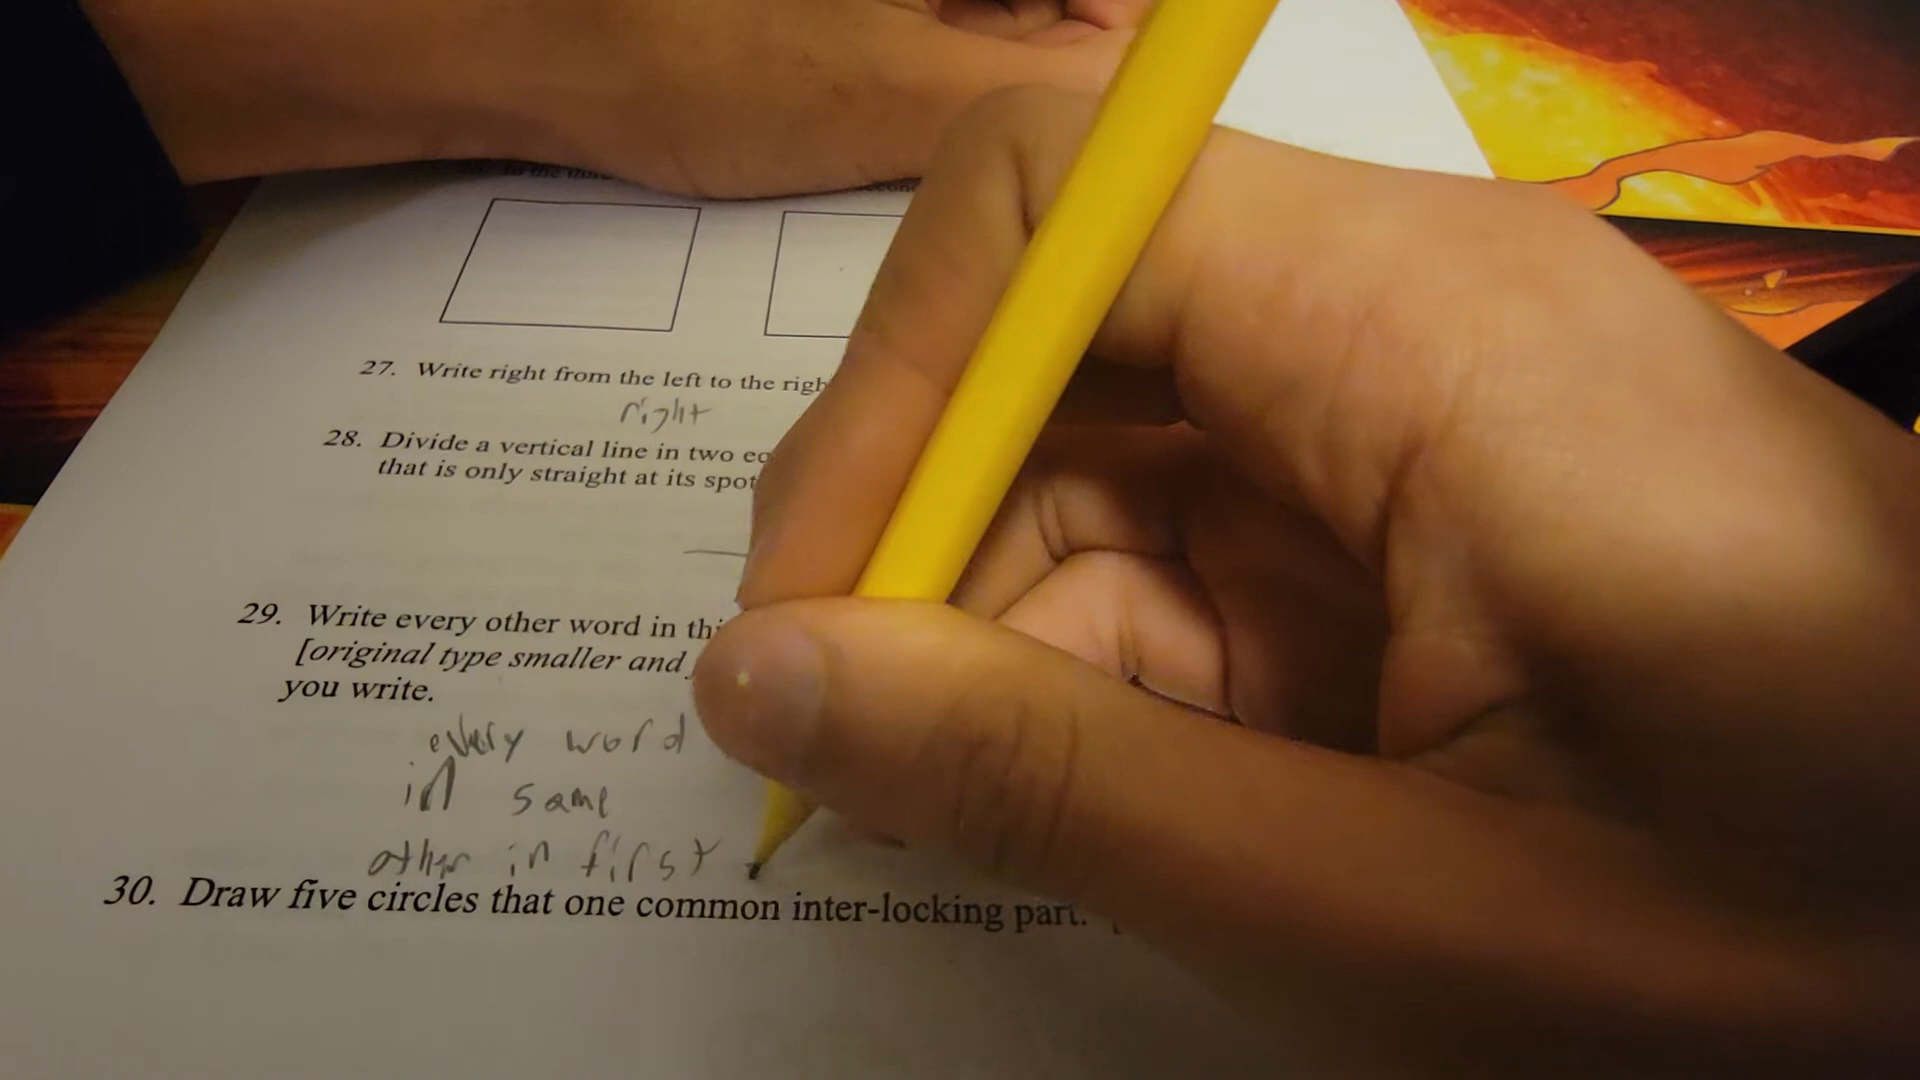 27. Write right from the left to the righ
right
28. Divide a vertical line in two eq
that is only straight at its spot
29. Write every other word in thi
[original type smaller and
you write.
every word
in same
other in first
30. Draw five circles that one common inter-locking part.